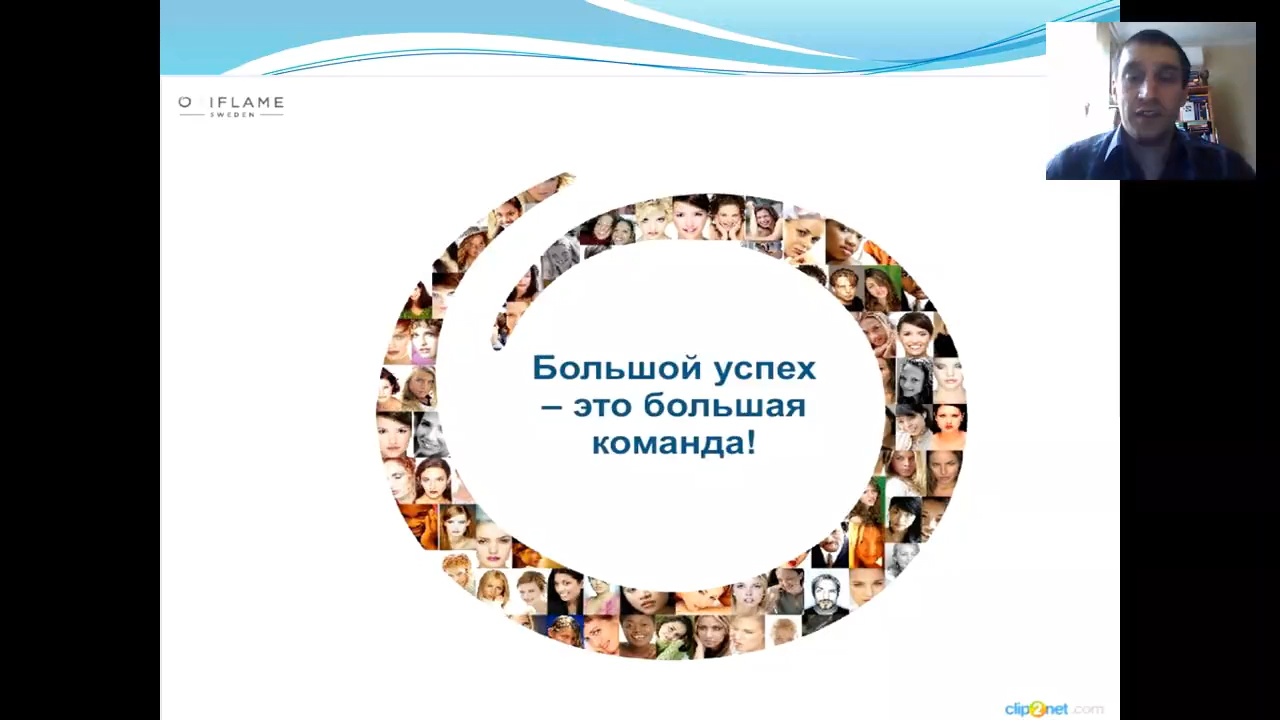 ORIFLAME
SWEDEN
Большой успех
– это большая
команда!
clip2net.com